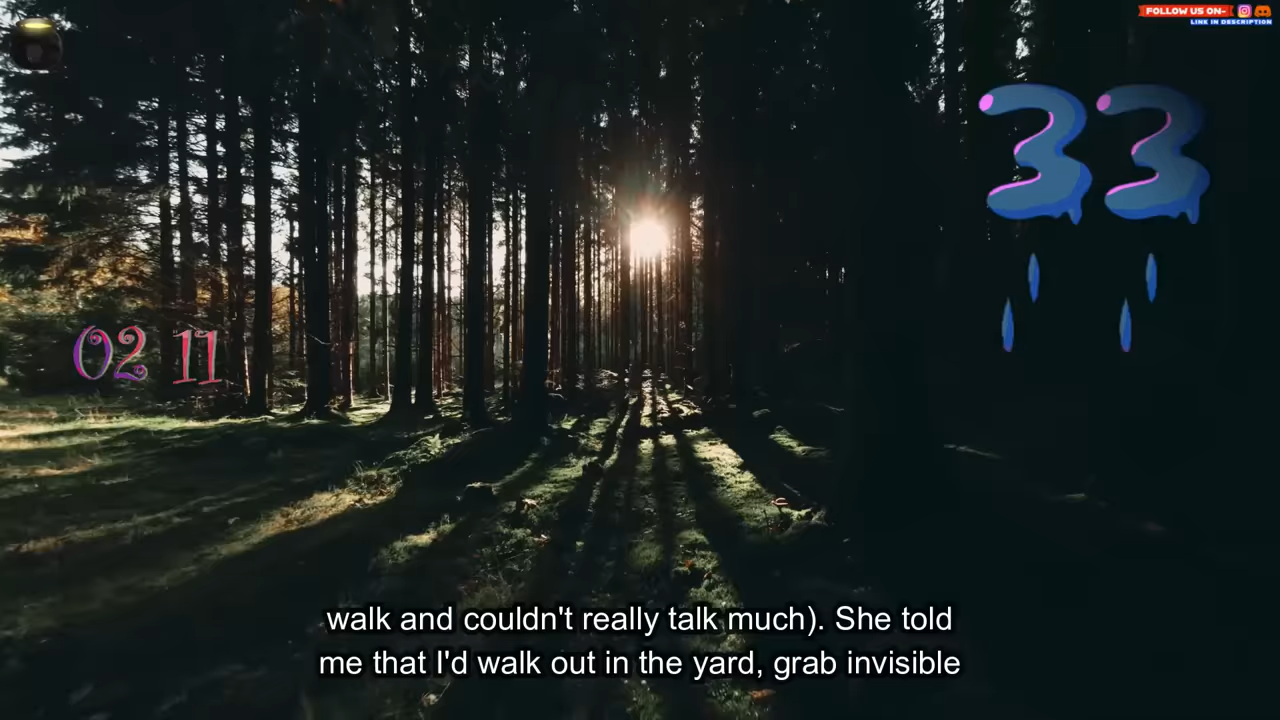 FOLLOW US ON-
LINK IN DESCRIPTION
33
02 11
walk and couldn't really talk much). She told
me that I'd walk out in the yard, grab invisible